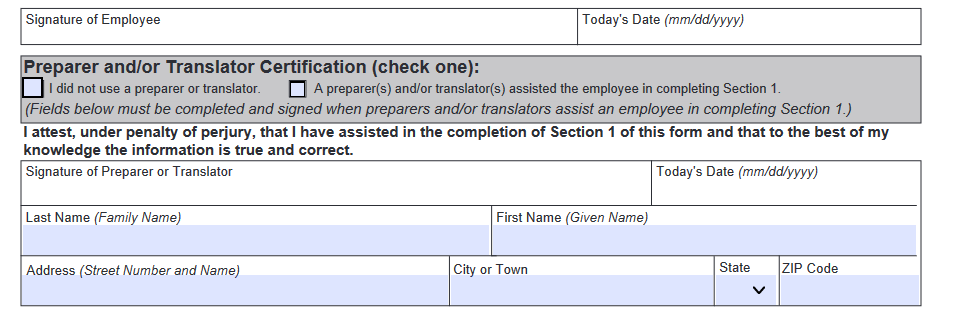 Signature of Employee Today's Date (mm/dd/yyyy)
Preparer and/or Translator Certification (check one):
I did not use a preparer or translator. A preparer(s) and/or translator(s) assisted the employee in completing Section 1.
(Fields below must be completed and signed when preparers and/or translators assist an employee in completing Section 1.)
I attest, under penalty of perjury, that I have assisted in the completion of Section 1 of this form and that to the best of my
knowledge the information is true and correct.
Signature of Preparer or Translator Today's Date (mm/dd/yyyy)
Last Name (Family Name) First Name (Given Name)
Address (Street Number and Name) City or Town State ZIP Code